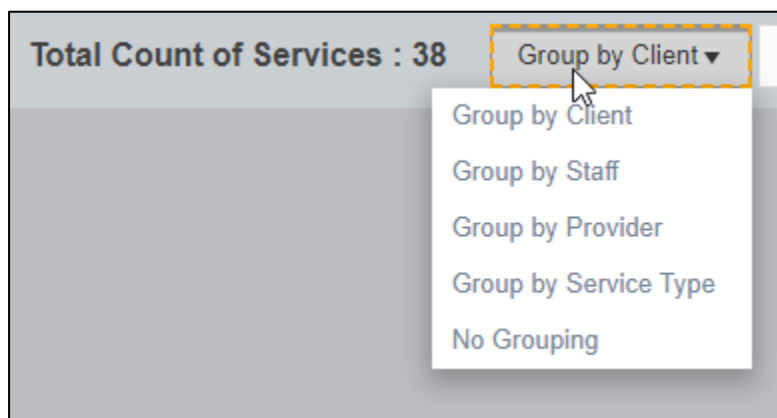 Total Count of Services : 38
Group by Client
Group by Client
Group by Staff
Group by Provider
Group by Service Type
No Grouping